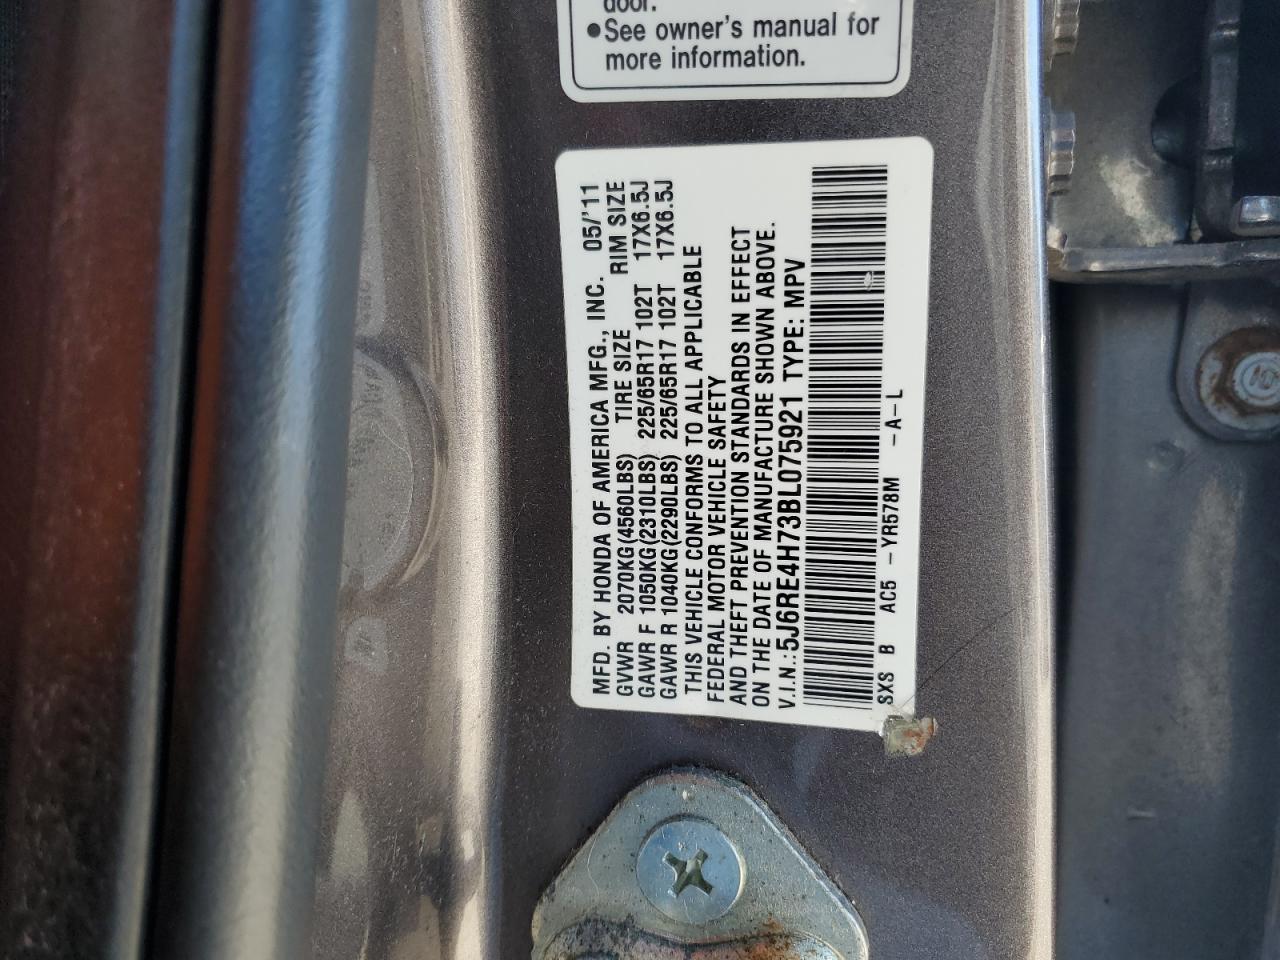 door.
●See owner's manual for
more information.
MFD. BY HONDA OF AMERICA MFG., INC. 05/'11
GVWR 2070KG(4560LBS) TIRE SIZE RIM SIZE
GAWR F 1050KG(2310LBS) 225/65R17 102T 17X6.5J
GAWR R 1040KG(2290LBS) 225/65R17 102T 17X6.5J
THIS VEHICLE CONFORMS TO ALL APPLICABLE
FEDERAL MOTOR VEHICLE SAFETY
AND THEFT PREVENTION STANDARDS IN EFFECT
ON THE DATE OF MANUFACTURE SHOWN ABOVE.
V.I.N.:5J6RE4H73BL075921 TYPE: MPV
SXS B AC5 - YR578M -A-L